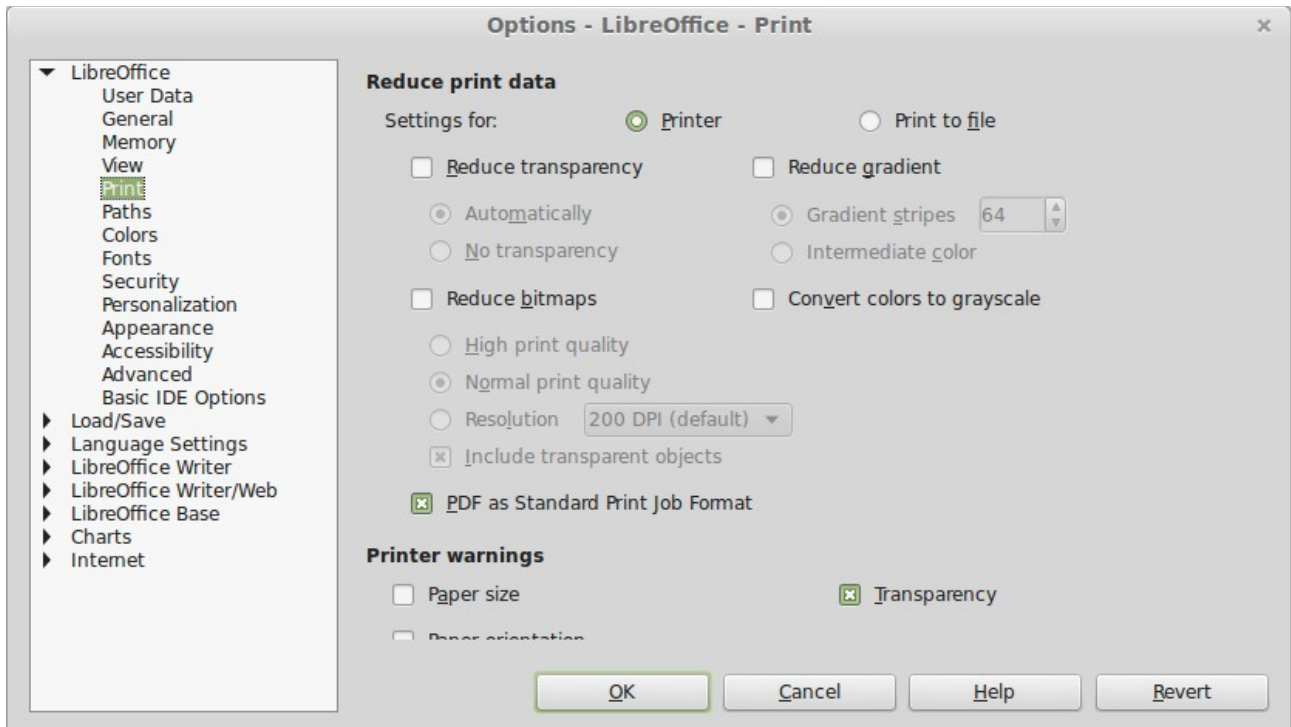 Options - LibreOffice - Print
LibreOffice
User Data
General
Memory
View
Print
Paths
Colors
Fonts
Security
Personalization
Appearance
Accessibility
Advanced
Basic IDE Options
Load/Save
Language Settings
LibreOffice Writer
LibreOffice Writer/Web
LibreOffice Base
Charts
Internet
Reduce print data
Settings for: Printer Print to file
Reduce transparency Reduce gradient
Automatically Gradient stripes 64
No transparency Intermediate color
Reduce bitmaps Convert colors to grayscale
High print quality
Normal print quality
Resolution 200 DPI (default)
Include transparent objects
PDF as Standard Print Job Format
Printer warnings
Paper size Transparency
Paper orientation
OK Cancel Help Revert